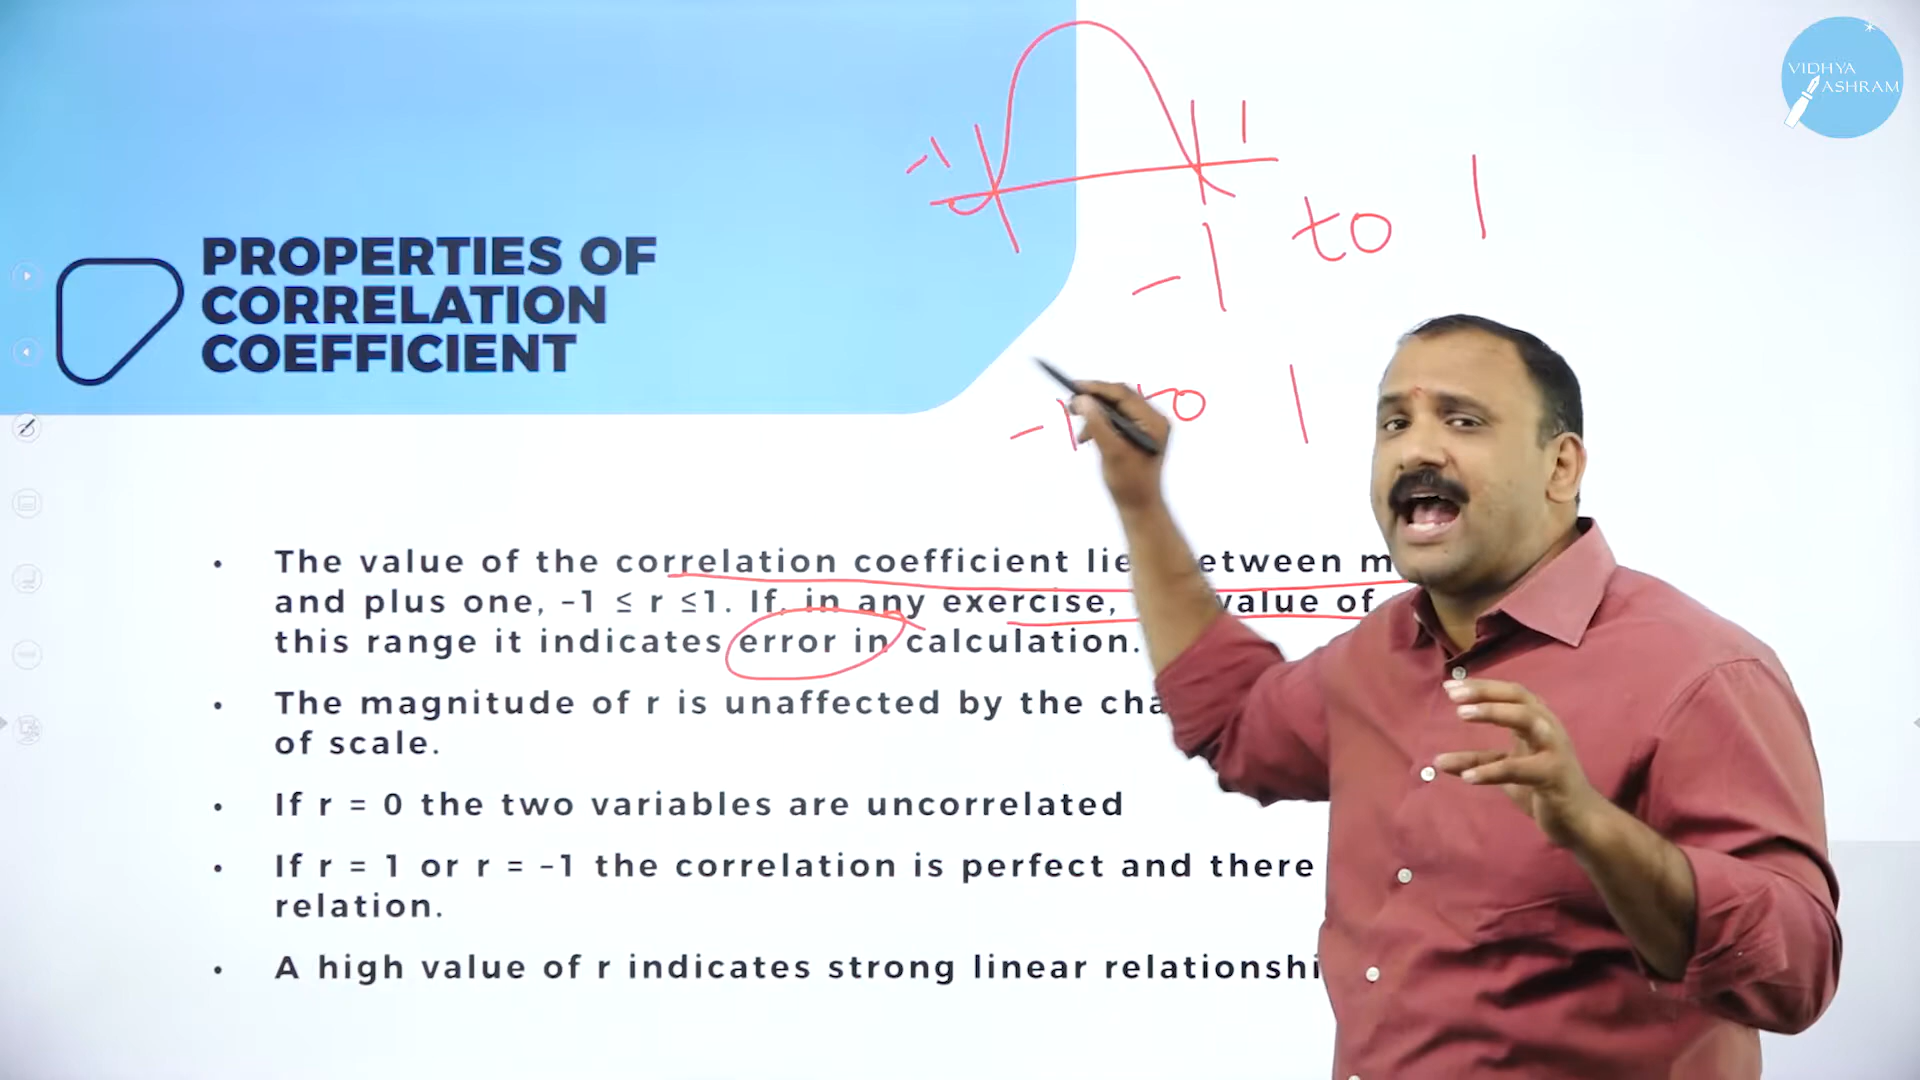 VIDHYA
ASHRAM
-1
1
-1 to 1
PROPERTIES OF
CORRELATION
COEFFICIENT
1
• The value of the correlation coefficient
and plus one, -1 ≤ r ≤1. If, in any exercise, value of
this range it indicates error in calculation.
• The magnitude of r is unaffected by the
of scale.
• If r = 0 the two variables are uncorrelated
• If r = 1 or r = -1 the correlation is perfect and there
relation.
• A high value of r indicates strong linear